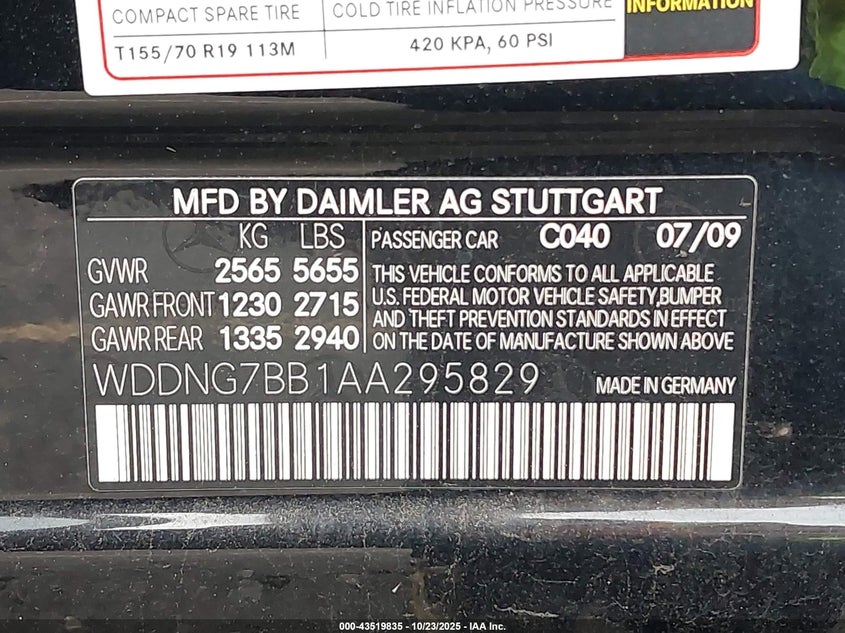 COMPACT SPARE TIRE COLD TIRE INFLATION PRESSURE INFORMATION
T155/70 R19 113M 420 KPA, 60 PSI
MFD BY DAIMLER AG STUTTGART
KG LBS PASSENGER CAR C040 07/09
GVWR 2565 5655 THIS VEHICLE CONFORMS TO ALL APPLICABLE
GAWR FRONT 1230 2715 U.S. FEDERAL MOTOR VEHICLE SAFETY,BUMPER
AND THEFT PREVENTION STANDARDS IN EFFECT
GAWR REAR 1335 2940 ON THE DATE OF MANUFACTURE SHOWN ABOVE
WDDNG7BB1AA295829 MADE IN GERMANY
000-43519835 - 10/23/2025 - IAA Inc.